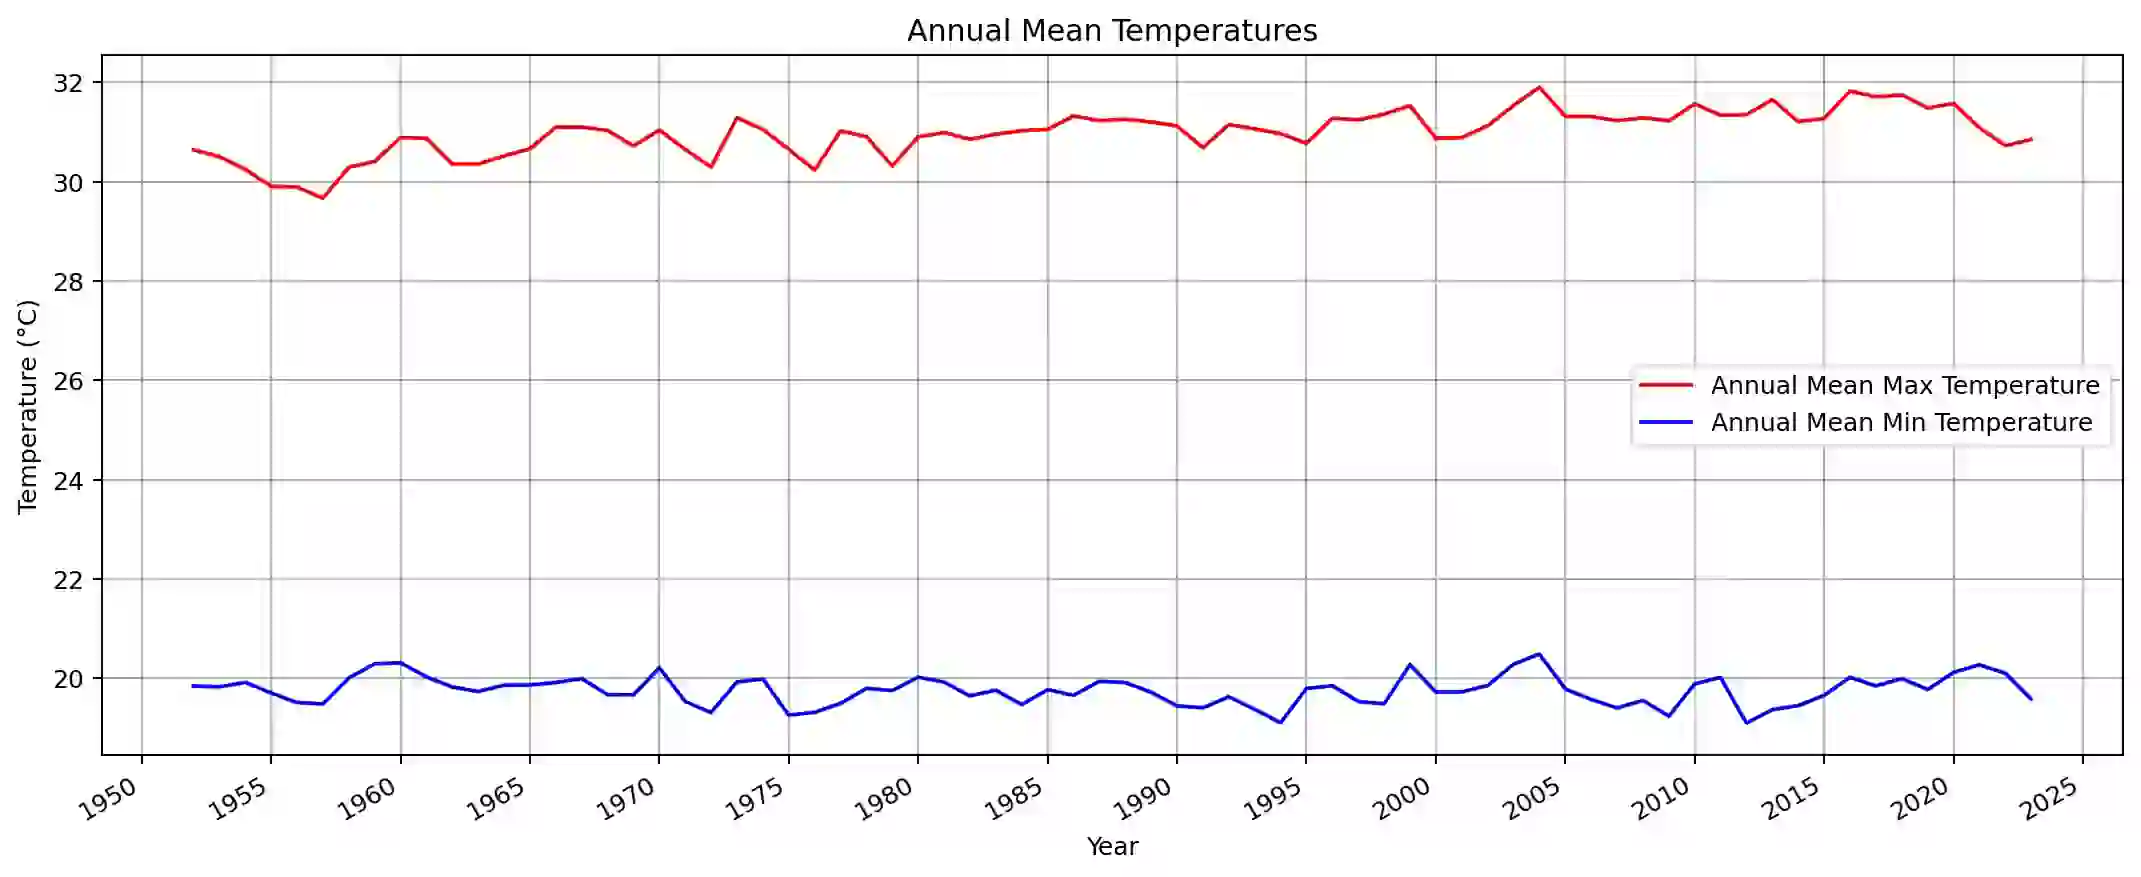 Annual Mean Temperatures
32
30
28
26
24
22
20
Temperature (°C)
Annual Mean Max Temperature
Annual Mean Min Temperature
1950 1955 1960 1965 1970 1975 1980 1985 1990 1995 2000 2005 2010 2015 2020 2025
Year